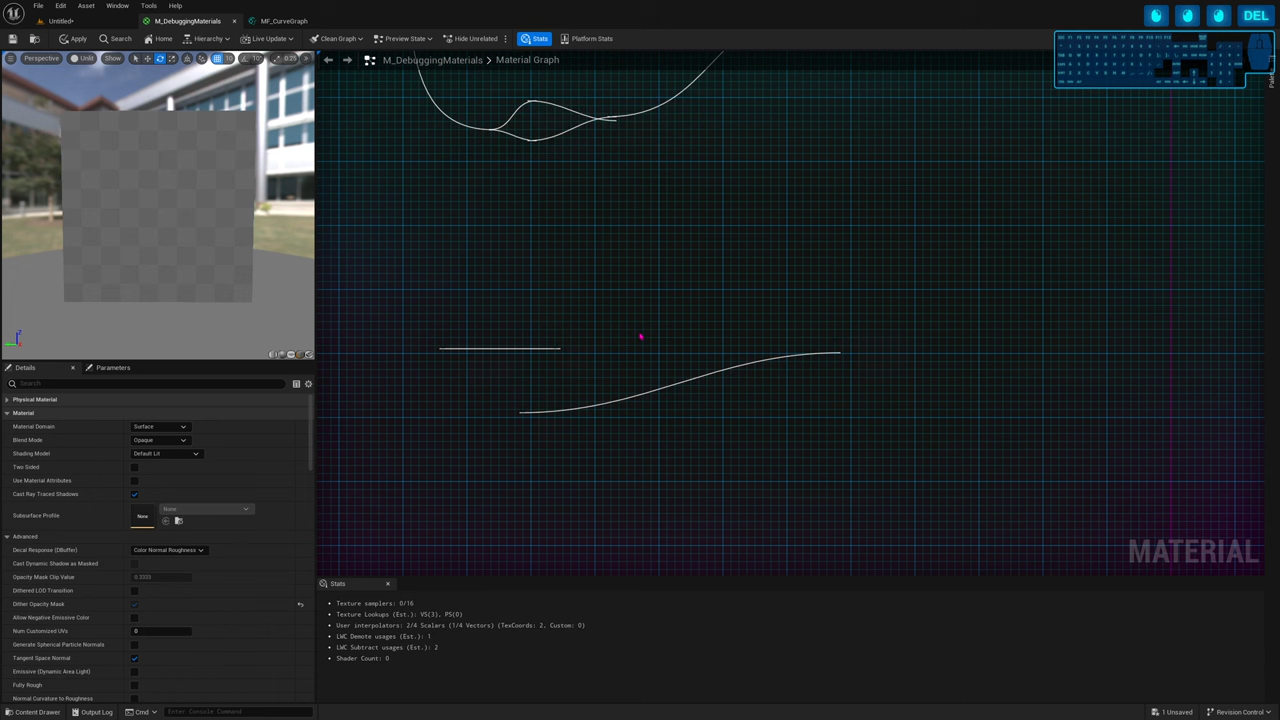 File Edit Asset Window Tools Help
Untitled* M_DebuggingMaterials MF_CurveGraph
DEL
Apply Search Home Hierarchy Live Update Clean Graph Preview State Hide Unrelated Stats Platform Stats
Perspective Unlit Show 10 10° 0.25
M_DebuggingMaterials Material Graph
Palette
Details Parameters
Search
Physical Material
Material
Material Domain Surface
Blend Mode Opaque
Shading Model Default Lit
Two Sided
Use Material Attributes
Cast Ray Traced Shadows
Subsurface Profile None None
Advanced
Decal Response (DBuffer) Color Normal Roughness
Cast Dynamic Shadow as Masked
Opacity Mask Clip Value 0.3333
Dithered LOD Transition
Dither Opacity Mask
Allow Negative Emissive Color
Num Customized UVs 0
Generate Spherical Particle Normals
Tangent Space Normal
Emissive (Dynamic Area Light)
Fully Rough
Normal Curvature to Roughness
MATERIAL
Stats
Texture samplers: 0/16
Texture Lookups (Est.): VS(3), PS(0)
User interpolators: 2/4 Scalars (1/4 Vectors) (TexCoords: 2, Custom: 0)
LWC Demote usages (Est.): 1
LWC Subtract usages (Est.): 2
Shader Count: 0
Content Drawer Output Log Cmd Enter Console Command 1 Unsaved Revision Control